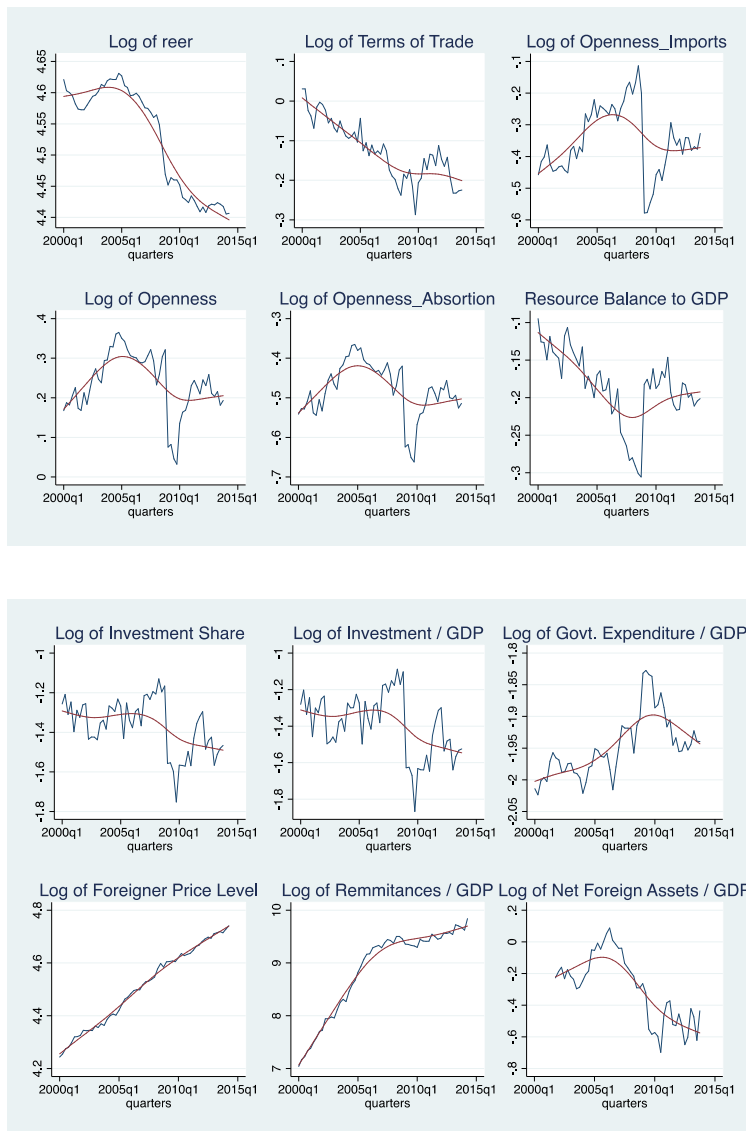 Log of reer
4.65
4.6
4.55
4.5
4.45
4.4
2000q1 2005q1 2010q1 2015q1
quarters
Log of Terms of Trade
.1
0
-.1
-.2
-.3
2000q1 2005q1 2010q1 2015q1
quarters
Log of Openness_Imports
-.1
-.2
-.3
-.4
-.5
-.6
2000q1 2005q1 2010q1 2015q1
quarters
Log of Openness
.4
.3
.2
.1
0
2000q1 2005q1 2010q1 2015q1
quarters
Log of Openness_Absortion
-.3
-.4
-.5
-.6
-.7
2000q1 2005q1 2010q1 2015q1
quarters
Resource Balance to GDP
-.1
-.15
-.2
-.25
-.3
2000q1 2005q1 2010q1 2015q1
quarters
Log of Investment Share
-1
-1.2
-1.4
-1.6
-1.8
2000q1 2005q1 2010q1 2015q1
quarters
Log of Investment / GDP
-1
-1.2
-1.4
-1.6
-1.8
2000q1 2005q1 2010q1 2015q1
quarters
Log of Govt. Expenditure / GDP
-1.8
-1.85
-1.9
-1.95
-2
-2.05
2000q1 2005q1 2010q1 2015q1
quarters
Log of Foreigner Price Level
4.8
4.6
4.4
4.2
2000q1 2005q1 2010q1 2015q1
quarters
Log of Remmitances / GDP
10
9
8
7
2000q1 2005q1 2010q1 2015q1
quarters
Log of Net Foreign Assets / GDP
.2
0
-.2
-.4
-.6
-.8
2000q1 2005q1 2010q1 2015q1
quarters